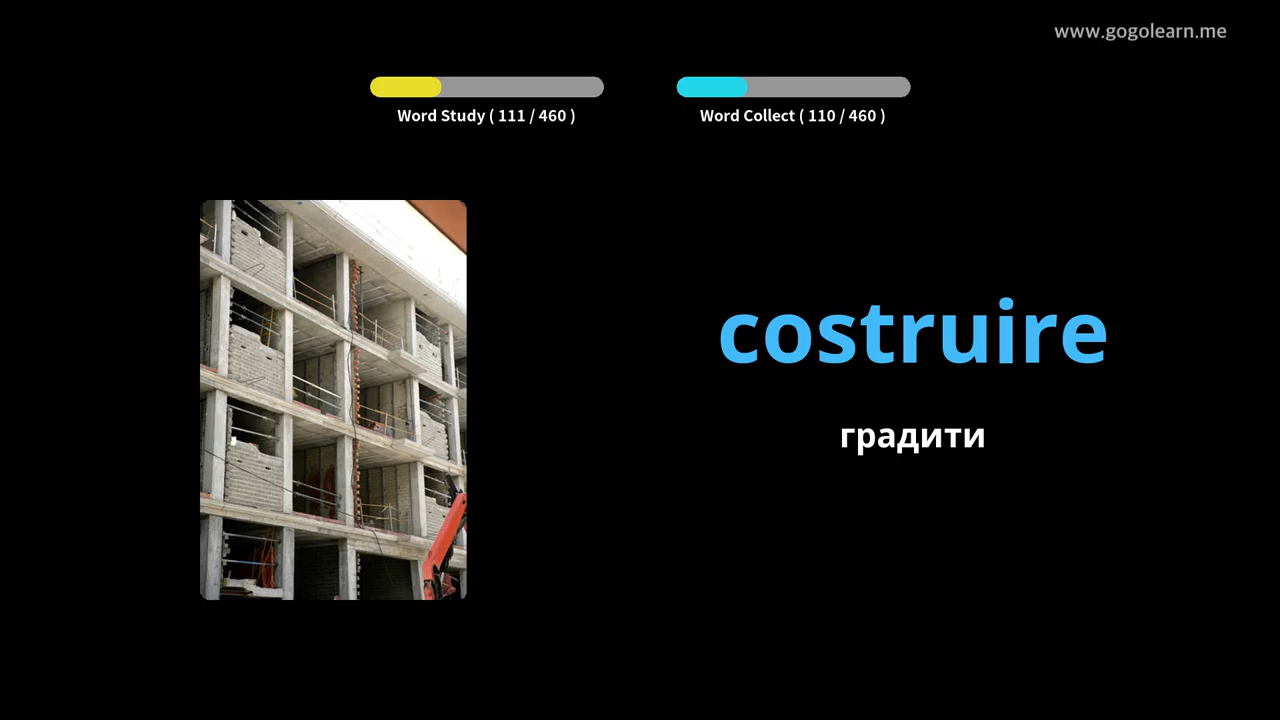 www.gogolearn.me
Word Study ( 111 / 460 )
Word Collect ( 110 / 460 )
costruire
градити